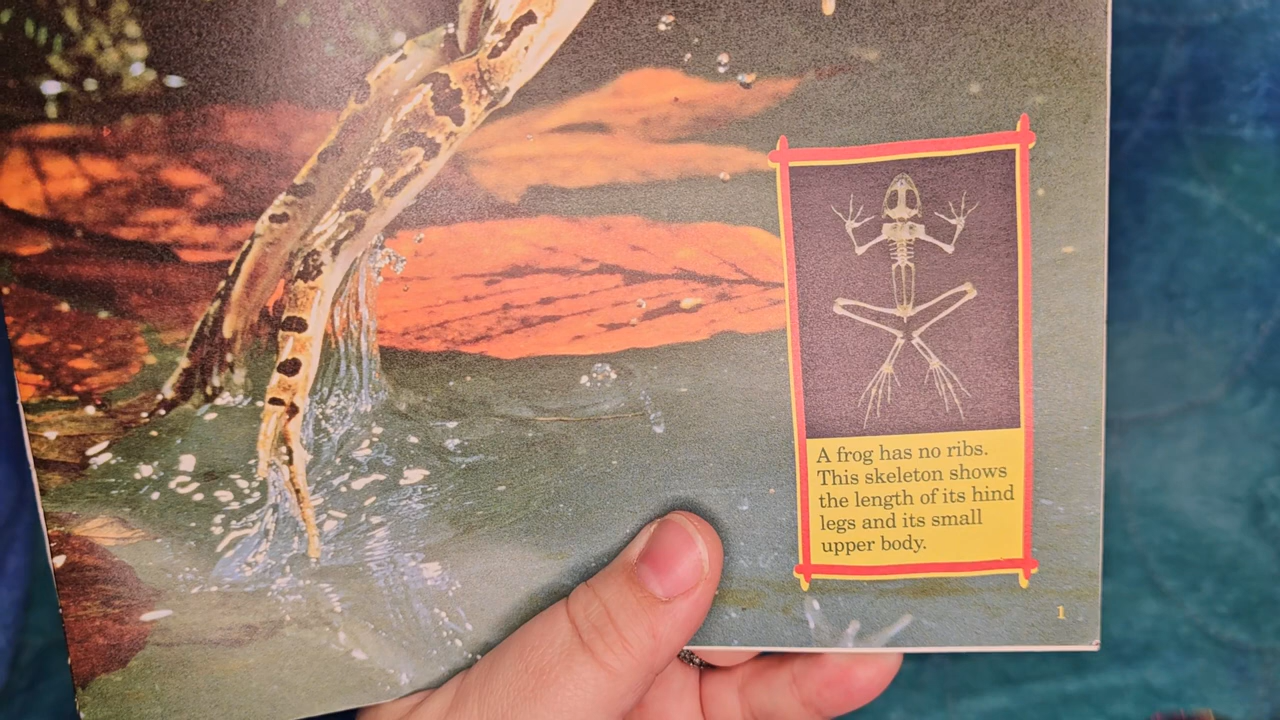 A frog has no ribs.
This skeleton shows
the length of its hind
legs and its small
upper body.
1